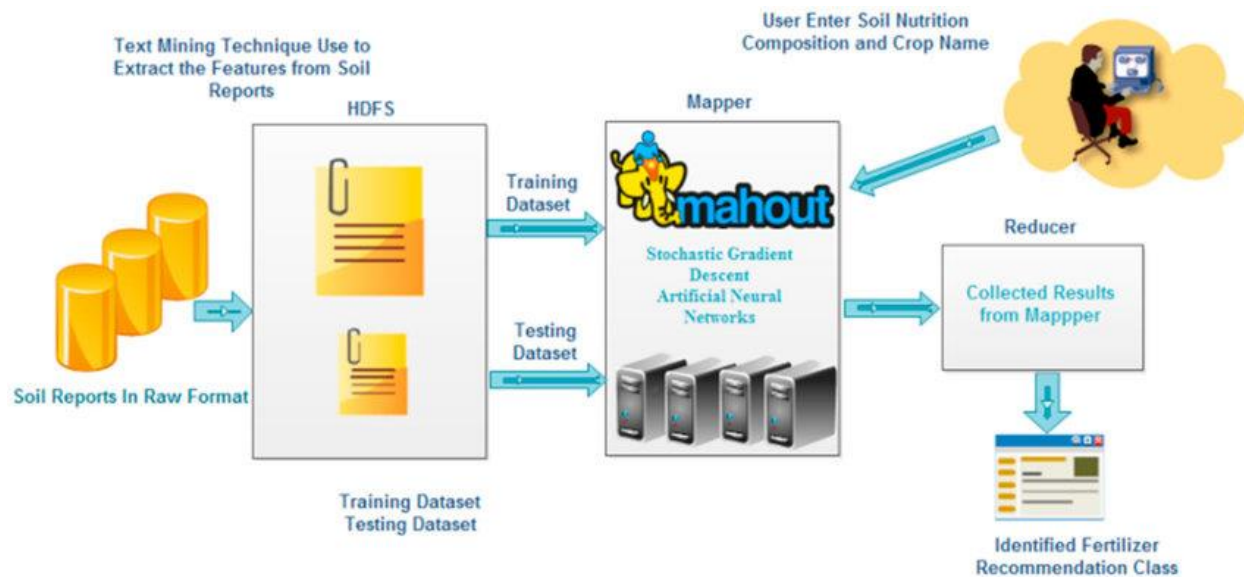 Text Mining Technique Use to
Extract the Features from Soil
Reports
HDFS
Soil Reports In Raw Format
Training
Dataset
Testing
Dataset
Training Dataset
Testing Dataset
Mapper
mahout
Stochastic Gradient
Descent
Artificial Neural
Networks
User Enter Soil Nutrition
Composition and Crop Name
Reducer
Collected Results
from Mappper
Identified Fertilizer
Recommendation Class